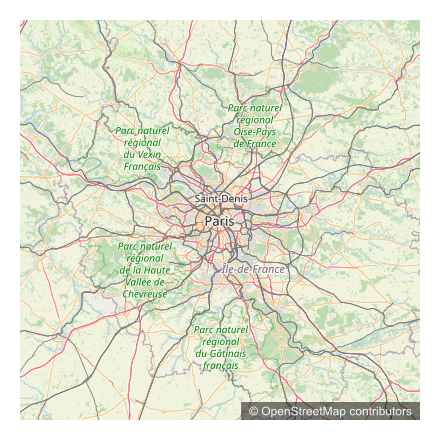 Parc naturel
régional
Oise-Pays
de France
Parc naturel
régional
du Vexin
Français
Saint-Denis
Paris
Parc naturel
régional
de la Haute
Vallée de
Chevreuse
Île-de-France
Parc naturel
régional
du Gâtinais
français
© OpenStreetMap contributors